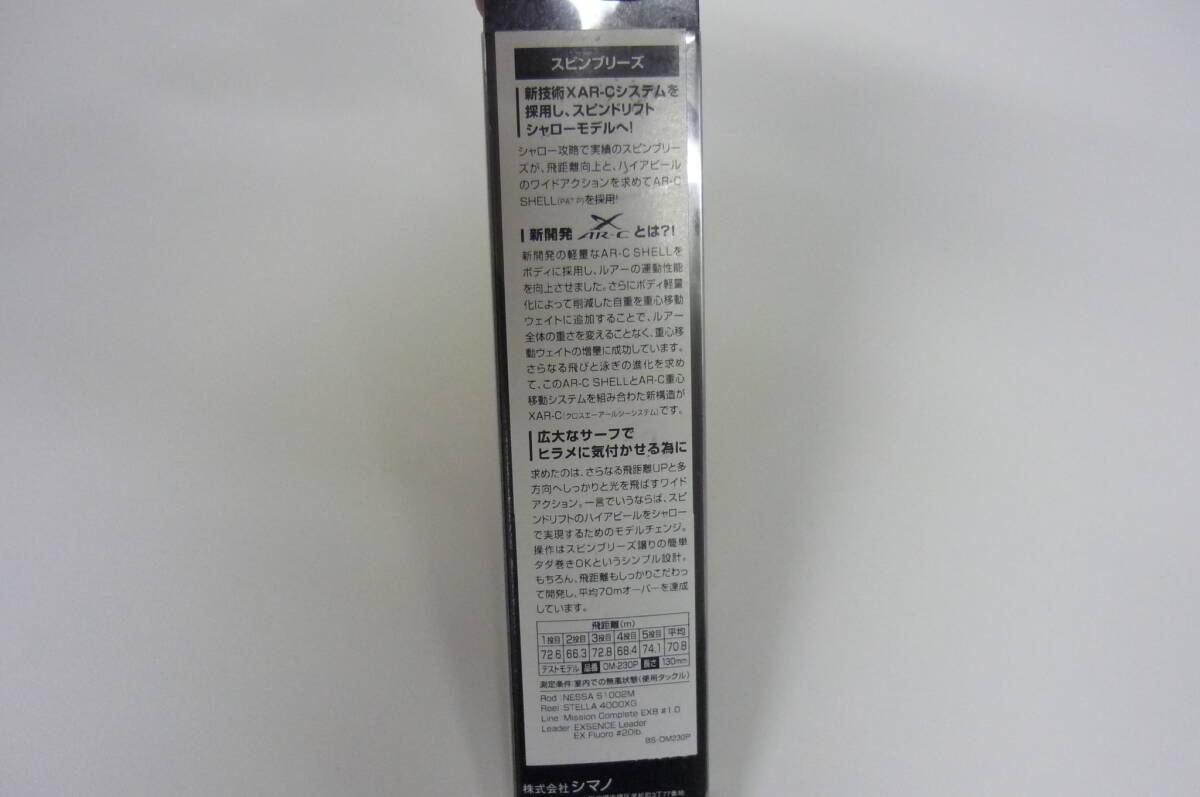 スピンブリーズ
新技術XAR-Cシステムを
採用し、スピンドリフト
シャローモデルへ!
シャロー攻略で実績のスピンブリー
ズが、飛距離向上と、ハイアピール
のワイドアクションを求めてAR-C
SHELL(PA*P)を採用!
新開発 X AR-C とは?!
新開発の軽量なAR-C SHELLを
ボディに採用し、ルアーの運動性能
を向上させました。さらにボディ軽量
化によって削減した自重を重心移動
ウェイトに追加することで、ルアー
全体の重さを変えることなく、重心移
動ウェイトの増量に成功しています。
さらなる飛びと泳ぎの進化を求め
て、このAR-C SHELLとAR-C重心
移動システムを組み合わた新構造が
XAR-C(クロスエーアールシーシステム)です。
広大なサーフで
ヒラメに気付かせる為に
求めたのは、さらなる飛距離UPと多
方向へしっかりと光を飛ばすワイド
アクション。一言でいうならば、スピ
ンドリフトのハイアピールをシャロー
で実現するためのモデルチェンジ。
操作はスピンブリーズ譲りの簡単
タダ巻きOKというシンプル設計。
もちろん、飛距離もしっかりこだわっ
て開発し、平均70mオーバーを達成
しています。
飛距離(m)
1投目 2投目 3投目 4投目 5投目 平均
72.6 66.3 72.8 68.4 74.1 70.8
テストモデル 品番 OM-230P 長さ 130mm
測定条件:室内での無風状態(使用タックル)
Rod :NESSA S1002M
Reel :STELLA 4000XG
Line :Mission Complete EX8 #1.0
Leader :EXSENCE Leader
EX Fluoro #20lb.
BS-OM230P
株式会社シマノ